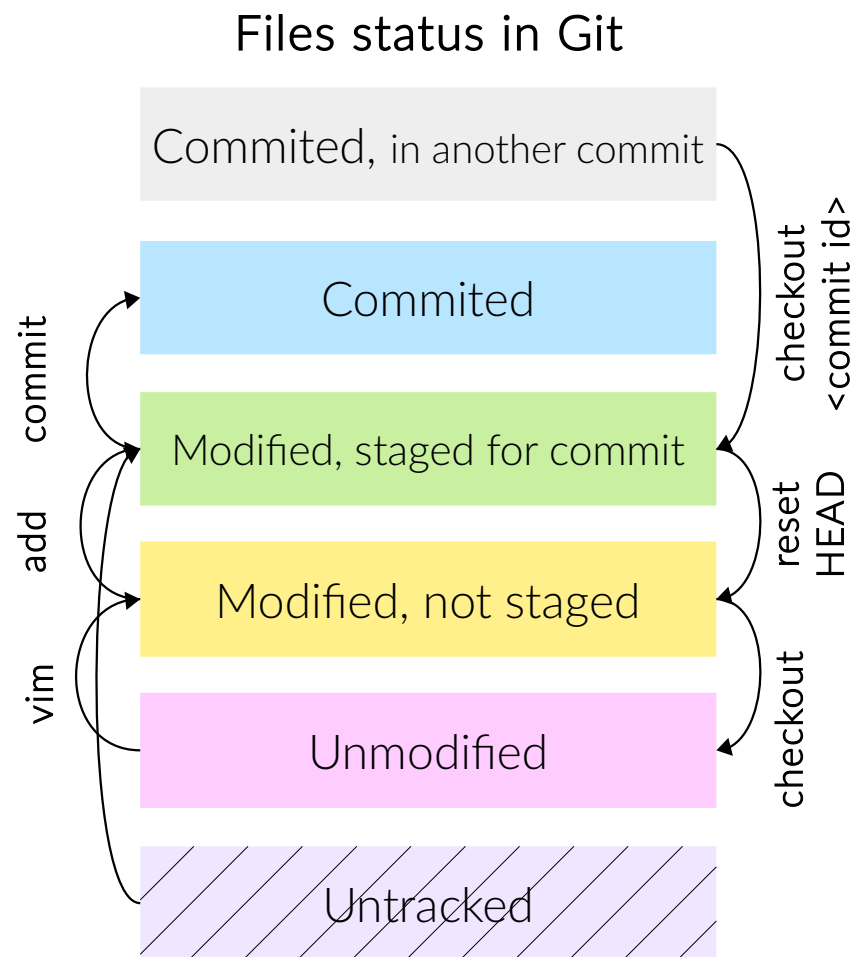 Files status in Git
Commited, in another commit
Commited
Modified, staged for commit
Modified, not staged
Unmodified
Untracked
commit
add
vim
checkout
<commit id>
reset
HEAD
checkout